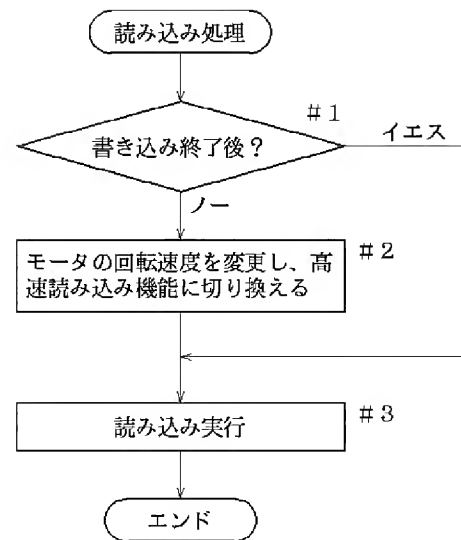 読み込み処理
#1
書き込み終了後?
イエス
ノー
#2
モータの回転速度を変更し、高
速読み込み機能に切り換える
#3
読み込み実行
エンド